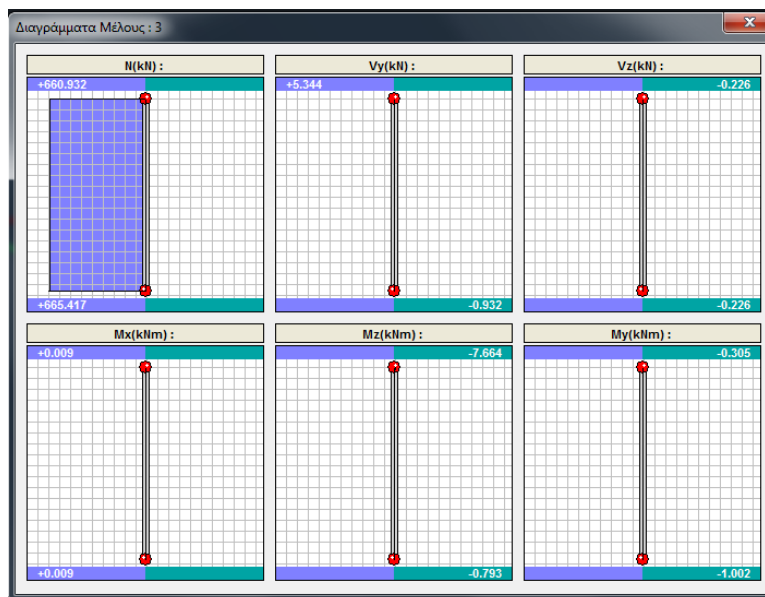 Διαγράμματα Μέλους : 3
N(kN) :
Vy(kN) :
Vz(kN) :
+660.932
+5.344
-0.226
+665.417
-0.932
-0.226
Mx(kNm) :
Mz(kNm) :
My(kNm) :
+0.009
-7.664
-0.305
+0.009
-0.793
-1.002